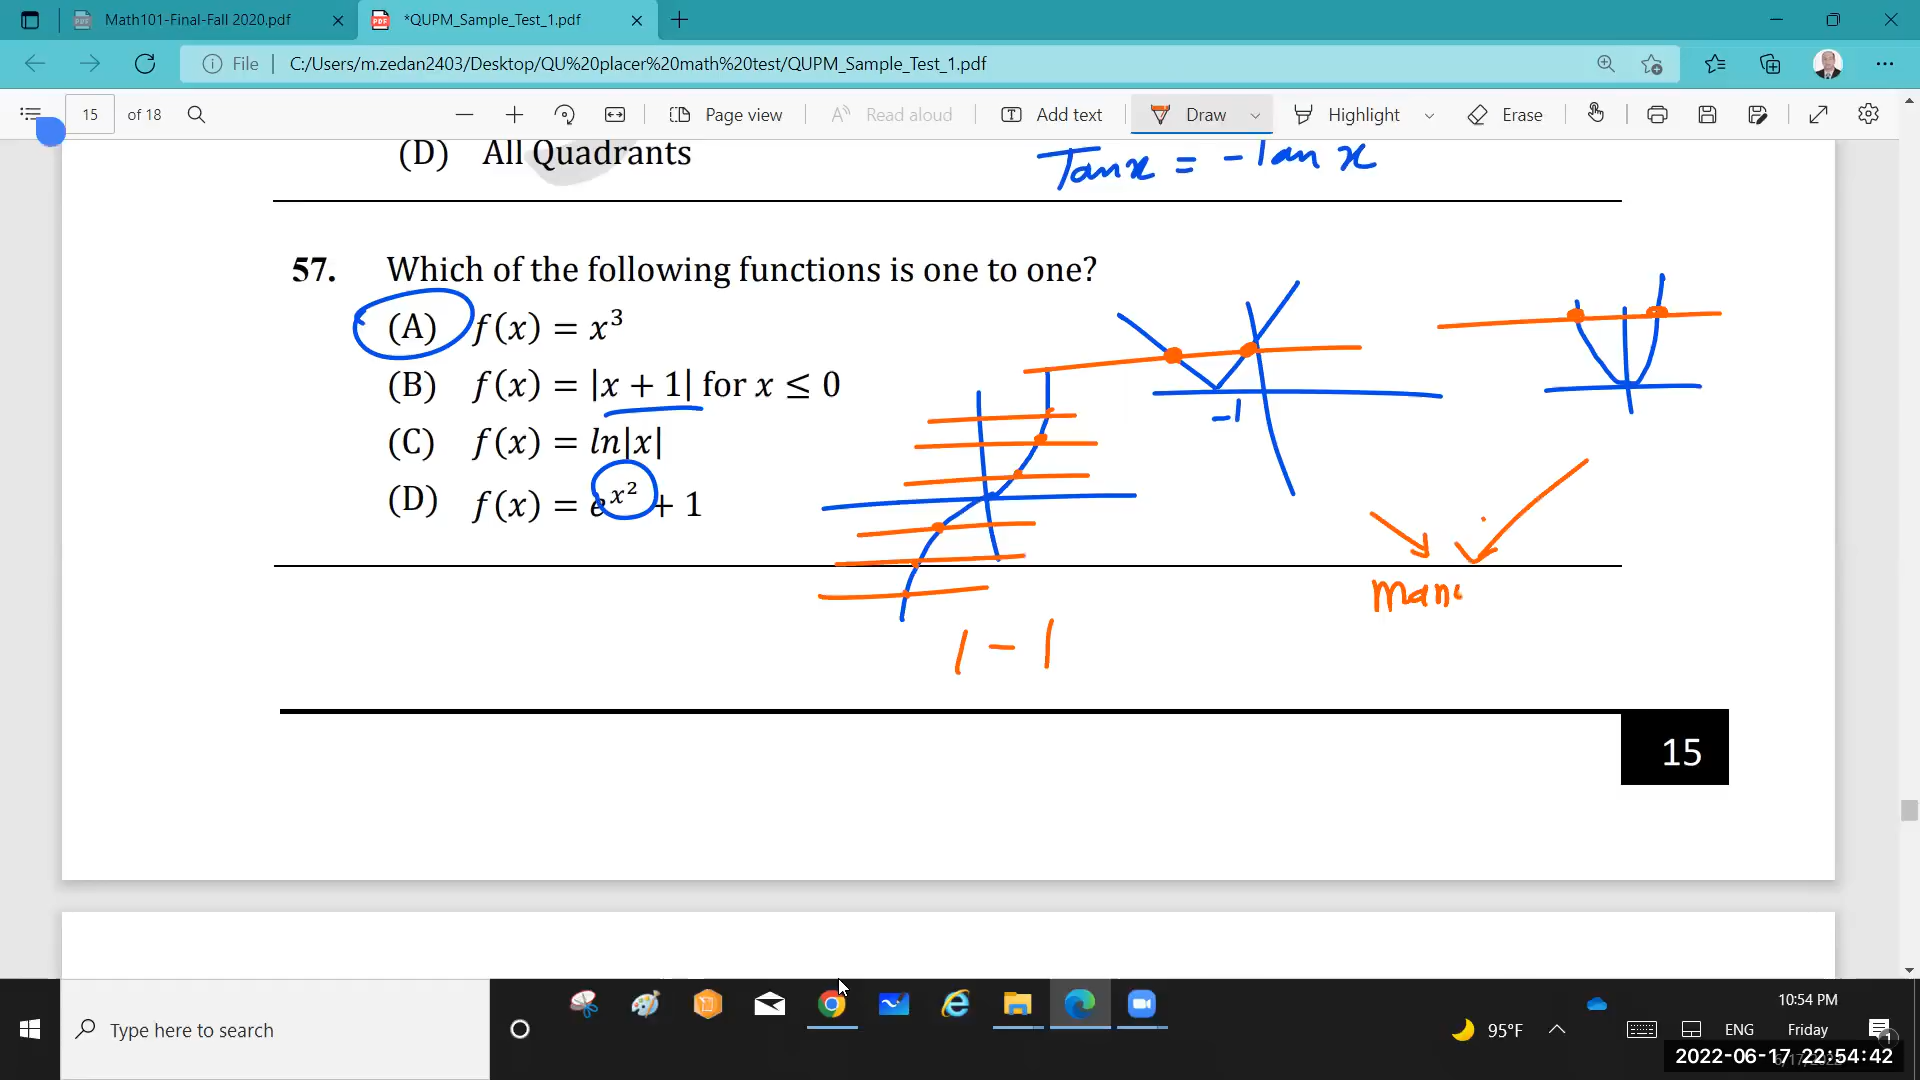 Math101-Final-Fall 2020.pdf
*QUPM_Sample_Test_1.pdf
File
C:/Users/m.zedan2403/Desktop/QU%20placer%20math%20test/QUPM_Sample_Test_1.pdf
15 of 18
Page view
Read aloud
Add text
Draw
Highlight
Erase
(D) All Quadrants
Tan x = - Tan x
57. Which of the following functions is one to one?
(A) f(x) = x³
(B) f(x) = |x + 1| for x ≤ 0
(C) f(x) = ln|x|
(D) f(x) = e^{x²} + 1
-1
1 - 1
15
Type here to search
95°F
ENG
10:54 PM
Friday
1
2022-06-17 22:54:42